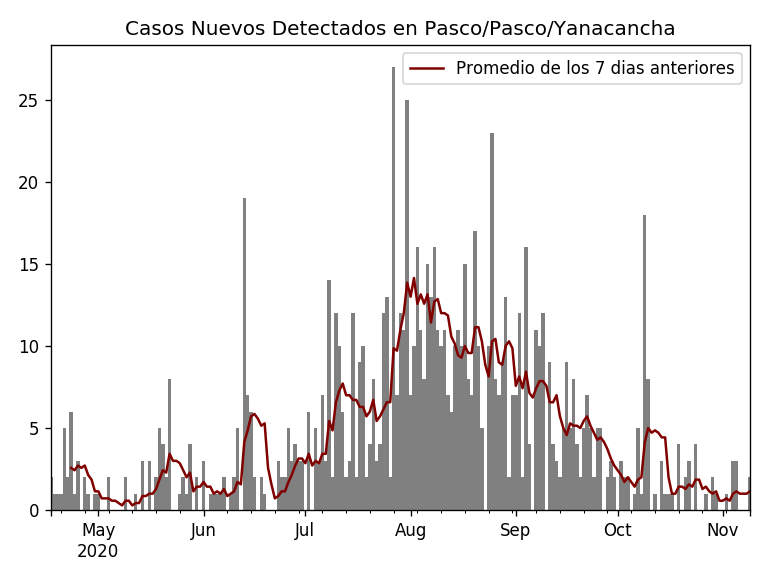 Casos Nuevos Detectados en Pasco/Pasco/Yanacancha
Promedio de los 7 dias anteriores
25
20
15
10
5
0
May Jun Jul Aug Sep Oct Nov
2020